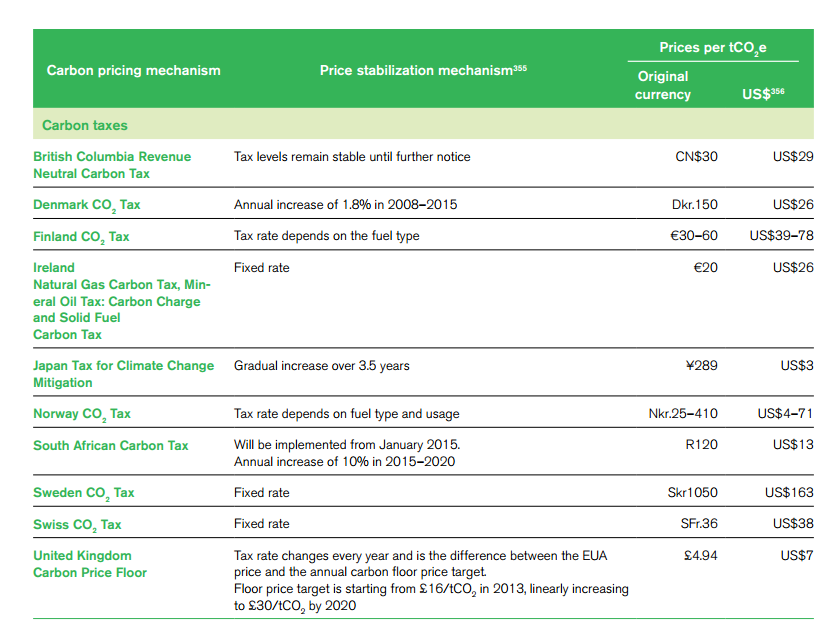 Prices per tCO₂e
Carbon pricing mechanism Price stabilization mechanism³⁵⁵ Original currency US$³⁵⁶
Carbon taxes
British Columbia Revenue Tax levels remain stable until further notice CN$30 US$29
Neutral Carbon Tax
Denmark CO₂ Tax Annual increase of 1.8% in 2008–2015 Dkr.150 US$26
Finland CO₂ Tax Tax rate depends on the fuel type €30–60 US$39–78
Ireland Fixed rate €20 US$26
Natural Gas Carbon Tax, Min-
eral Oil Tax: Carbon Charge
and Solid Fuel
Carbon Tax
Japan Tax for Climate Change Gradual increase over 3.5 years ¥289 US$3
Mitigation
Norway CO₂ Tax Tax rate depends on fuel type and usage Nkr.25–410 US$4–71
South African Carbon Tax Will be implemented from January 2015. R120 US$13
Annual increase of 10% in 2015–2020
Sweden CO₂ Tax Fixed rate Skr1050 US$163
Swiss CO₂ Tax Fixed rate SFr.36 US$38
United Kingdom Tax rate changes every year and is the difference between the EUA £4.94 US$7
Carbon Price Floor price and the annual carbon floor price target.
Floor price target is starting from £16/tCO₂ in 2013, linearly increasing
to £30/tCO₂ by 2020